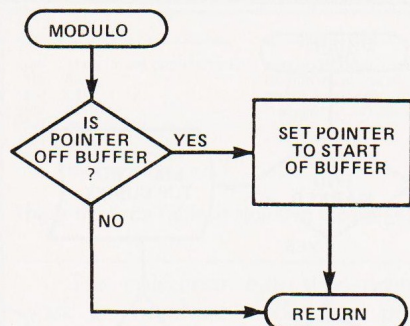 MODULO
IS
POINTER
OFF BUFFER
?
YES
SET POINTER
TO START
OF BUFFER
NO
RETURN